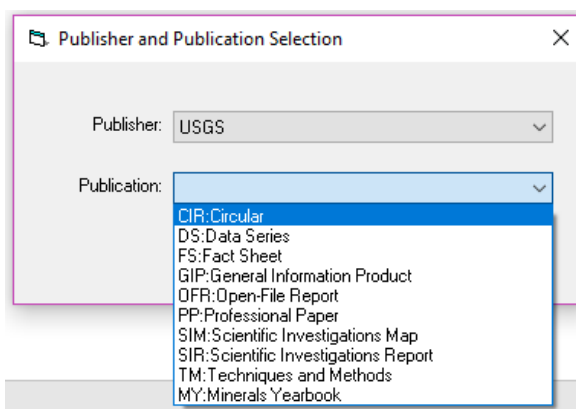 Publisher and Publication Selection
Publisher: USGS
Publication:
CIR:Circular
DS:Data Series
FS:Fact Sheet
GIP:General Information Product
OFR:Open-File Report
PP:Professional Paper
SIM:Scientific Investigations Map
SIR:Scientific Investigations Report
TM:Techniques and Methods
MY:Minerals Yearbook